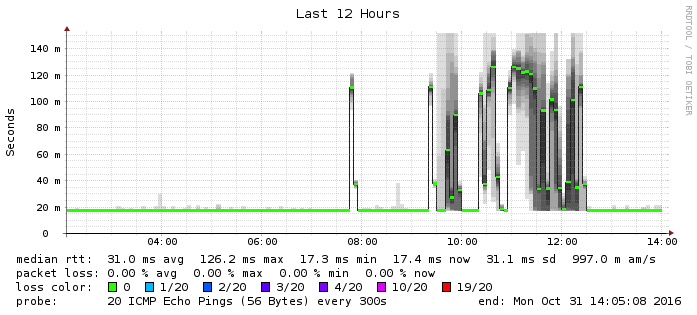 Last 12 Hours
RRDTOOL / TOBI OETIKER
Seconds
140 m
120 m
100 m
80 m
60 m
40 m
20 m
0
04:00 06:00 08:00 10:00 12:00 14:00
median rtt: 31.0 ms avg 126.2 ms max 17.3 ms min 17.4 ms now 31.1 ms sd 997.0 m am/s
packet loss: 0.00 % avg 0.00 % max 0.00 % min 0.00 % now
loss color: 0 1/20 2/20 3/20 4/20 10/20 19/20
probe: 20 ICMP Echo Pings (56 Bytes) every 300s end: Mon Oct 31 14:05:08 2016